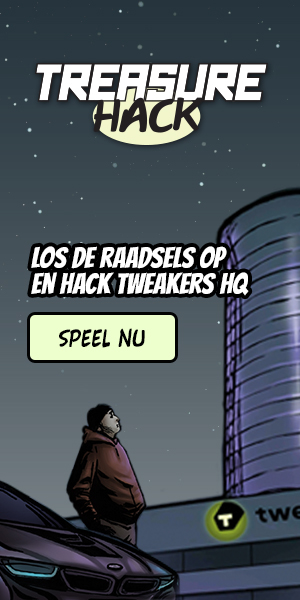 TREASURE
HACK
LOS DE RAADSELS OP
EN HACK TWEAKERS HQ
SPEEL NU
twe